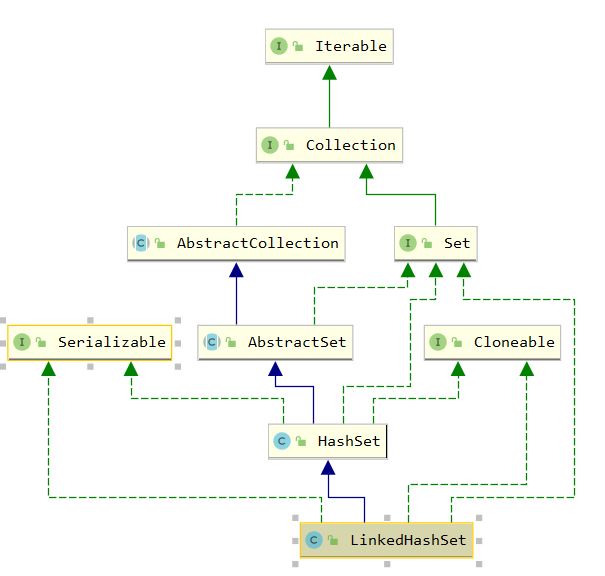 I Iterable
I Collection
C AbstractCollection
I Set
I Serializable
C AbstractSet
I Cloneable
C HashSet
C LinkedHashSet